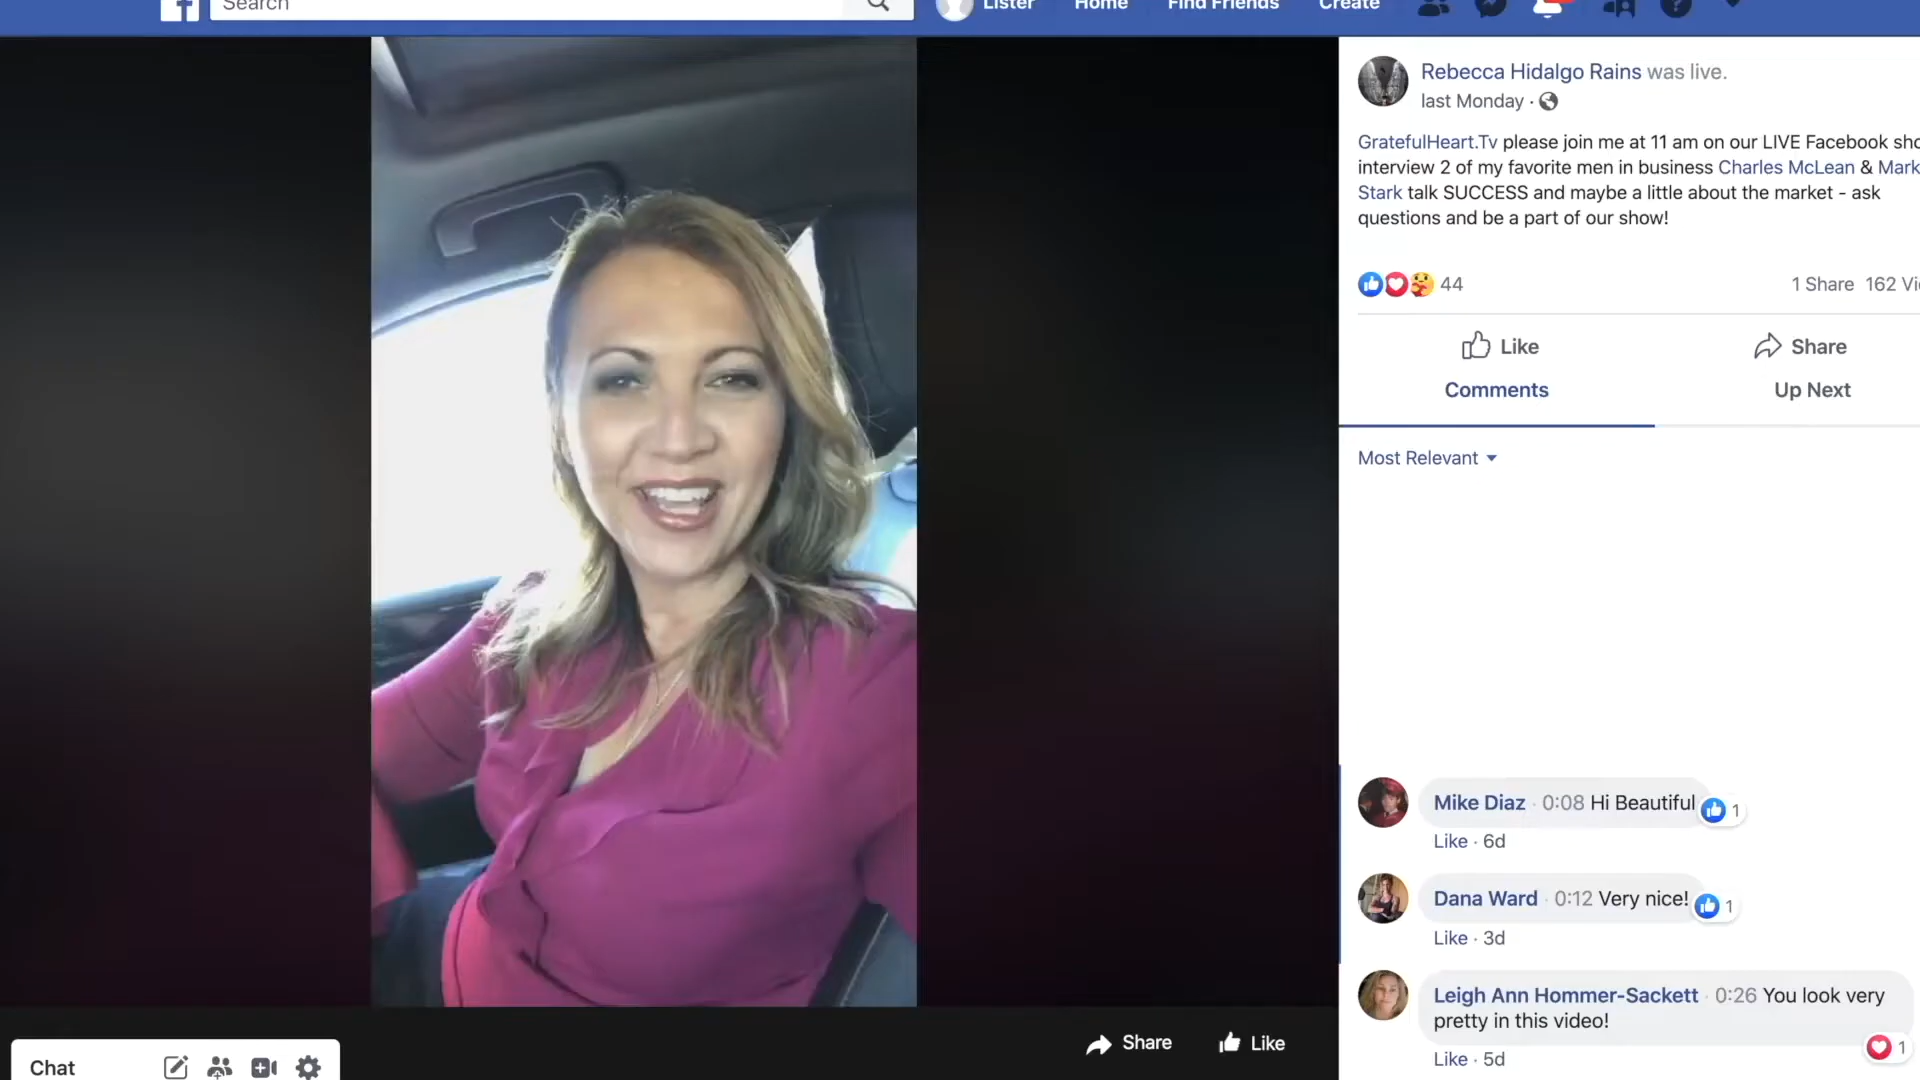 Search
Lister
Home
Find Friends
Create
Rebecca Hidalgo Rains was live.
last Monday ·
GratefulHeart.Tv please join me at 11 am on our LIVE Facebook
interview 2 of my favorite men in business Charles McLean & Mark
Stark talk SUCCESS and maybe a little about the market - ask
questions and be a part of our show!
44
1 Share 162
Like
Share
Comments
Up Next
Most Relevant
Mike Diaz · 0:08 Hi Beautiful
1
Like · 6d
Dana Ward · 0:12 Very nice!
1
Like · 3d
Leigh Ann Hommer-Sackett · 0:26 You look very
pretty in this video!
1
Like · 5d
Share
Like
Chat